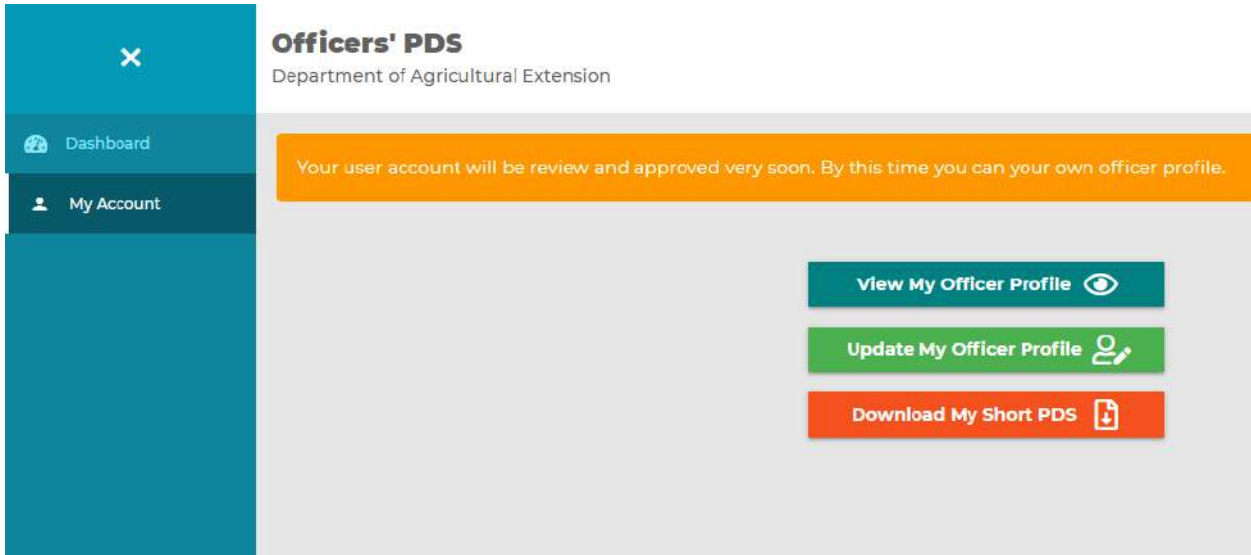 Officers' PDS
Department of Agricultural Extension
Dashboard
My Account
Your user account will be review and approved very soon. By this time you can your own officer profile.
View My Officer Profile
Update My Officer Profile
Download My Short PDS